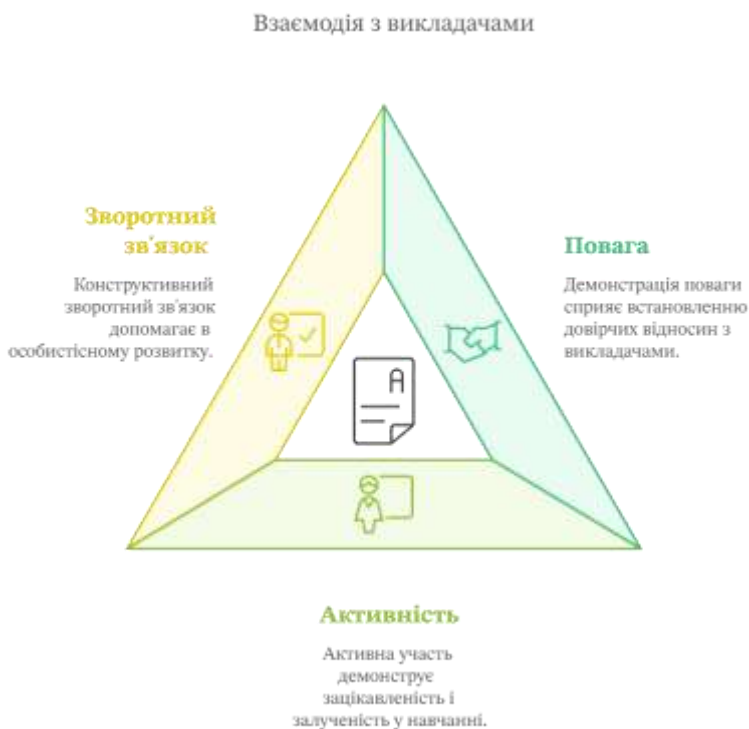 Взаємодія з викладачами
Зворотний
зв'язок
Конструктивний
зворотний зв'язок
допомагає в
особистісному розвитку.
Повага
Демонстрація поваги
сприяє встановленню
довірчих відносин з
викладачами.
A
Активність
Активна участь
демонструє
зацікавленість і
залученість у навчанні.